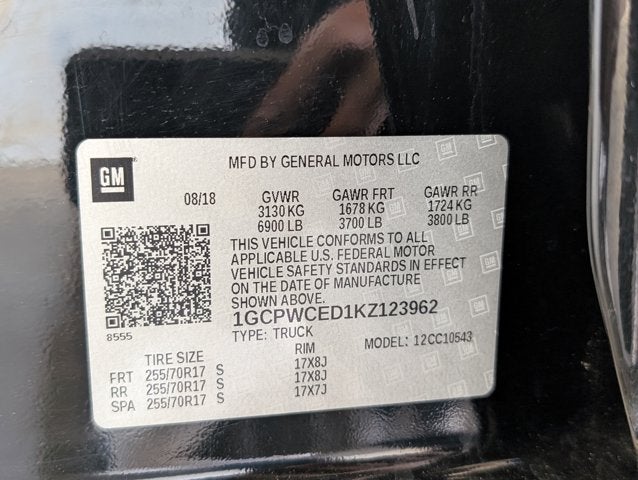 GM
MFD BY GENERAL MOTORS LLC
08/18 GVWR GAWR FRT GAWR RR
3130 KG 1678 KG 1724 KG
6900 LB 3700 LB 3800 LB
THIS VEHICLE CONFORMS TO ALL
APPLICABLE U.S. FEDERAL MOTOR
VEHICLE SAFETY STANDARDS IN EFFECT
ON THE DATE OF MANUFACTURE
SHOWN ABOVE.
1GCPWCED1KZ123962
8555
TYPE: TRUCK MODEL: 12CC10543
TIRE SIZE RIM
FRT 255/70R17 S 17X8J
RR 255/70R17 S 17X8J
SPA 255/70R17 S 17X7J